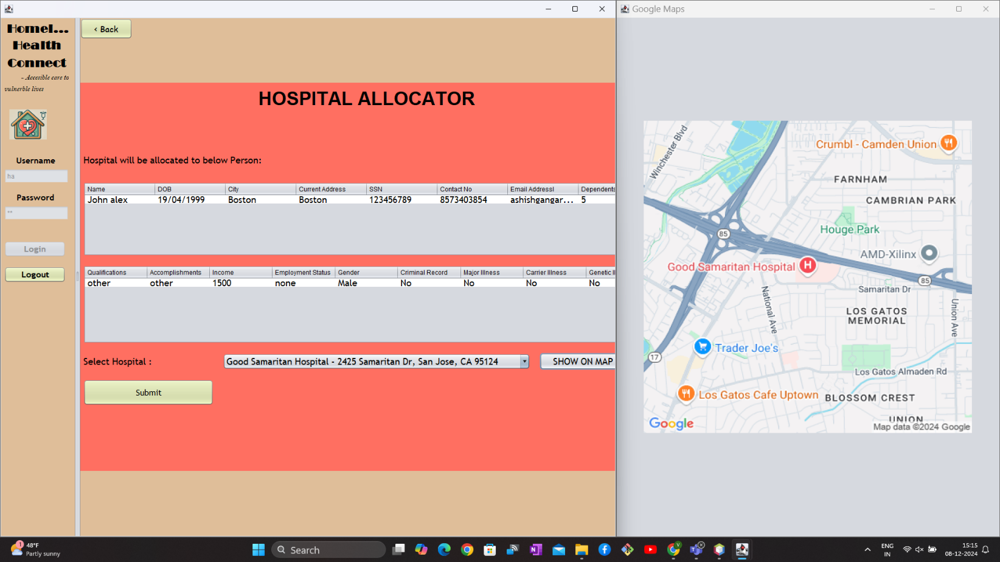 Google Maps
Homel...
Health
Connect
- Accesible care to
vulnerble lives
Username
ha
Password
**
Login
Logout
< Back
HOSPITAL ALLOCATOR
Hospital will be allocated to below Person:
Name DOB City Current Address SSN Contact No Email AddressI Dependents
John alex 19/04/1999 Boston Boston 123456789 8573403854 ashishgangar... 5
Qualifications Accomplishments Income Employment Status Gender Criminal Record Major Illness Carrier Illness Genetic Il
other other 1500 none Male No No No No
Select Hospital :
Good Samaritan Hospital - 2425 Samaritan Dr, San Jose, CA 95124
SHOW ON MAP
Submit
Winchester Blvd
Crumbl - Camden Union
FARNHAM
CAMBRIAN PARK
Houge Park
85
AMD-Xilinx
Good Samaritan Hospital
H
85
Samaritan Dr
National Ave
LOS GATOS
MEMORIAL
Union Ave
Trader Joe's
17
Los Gatos Almaden Rd
Los Gatos Cafe Uptown
BLOSSOM CREST
UNION
Google
Map data ©2024 Google
1
48°F
Partly sunny
Search
ENG
IN
15:15
08-12-2024